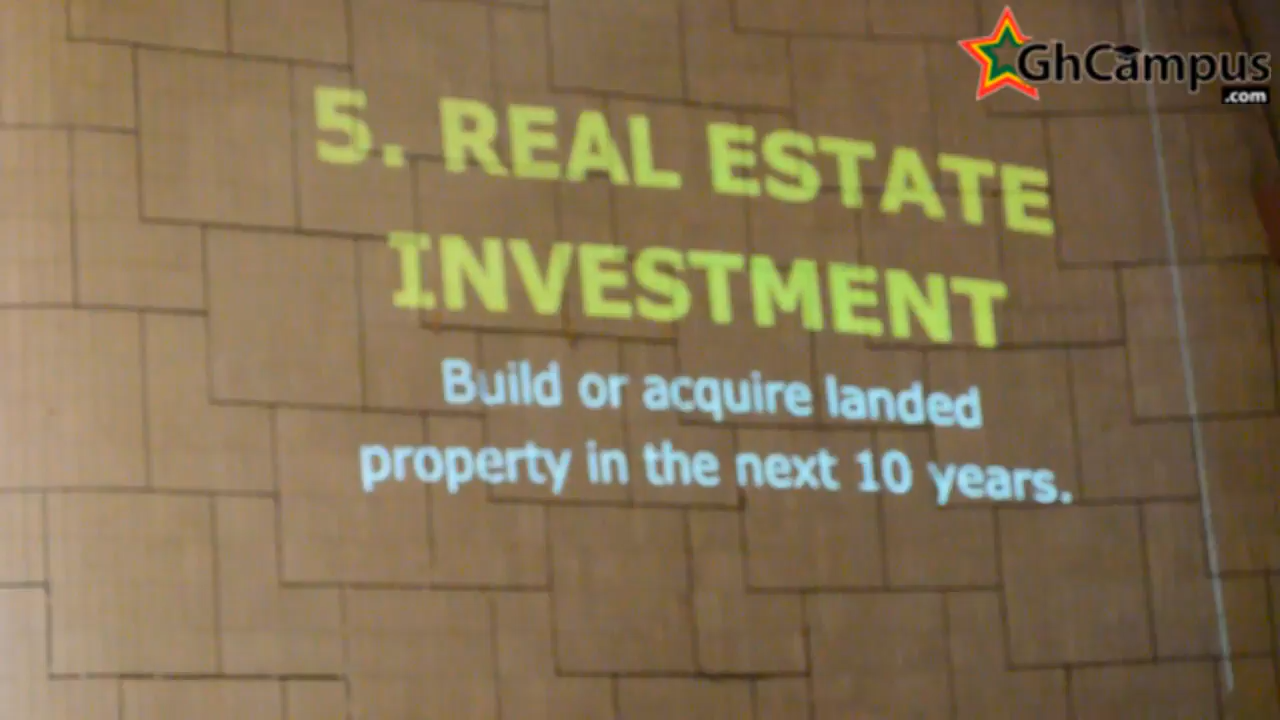 GhCampus
.com
5. REAL ESTATE
INVESTMENT
Build or acquire landed
property in the next 10 years.